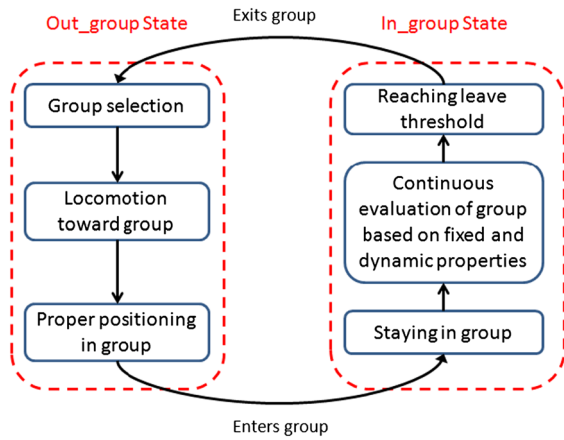 Exits group
Out_group State
In_group State
Group selection
Locomotion
toward group
Proper positioning
in group
Reaching leave
threshold
Continuous
evaluation of group
based on fixed and
dynamic properties
Staying in group
Enters group